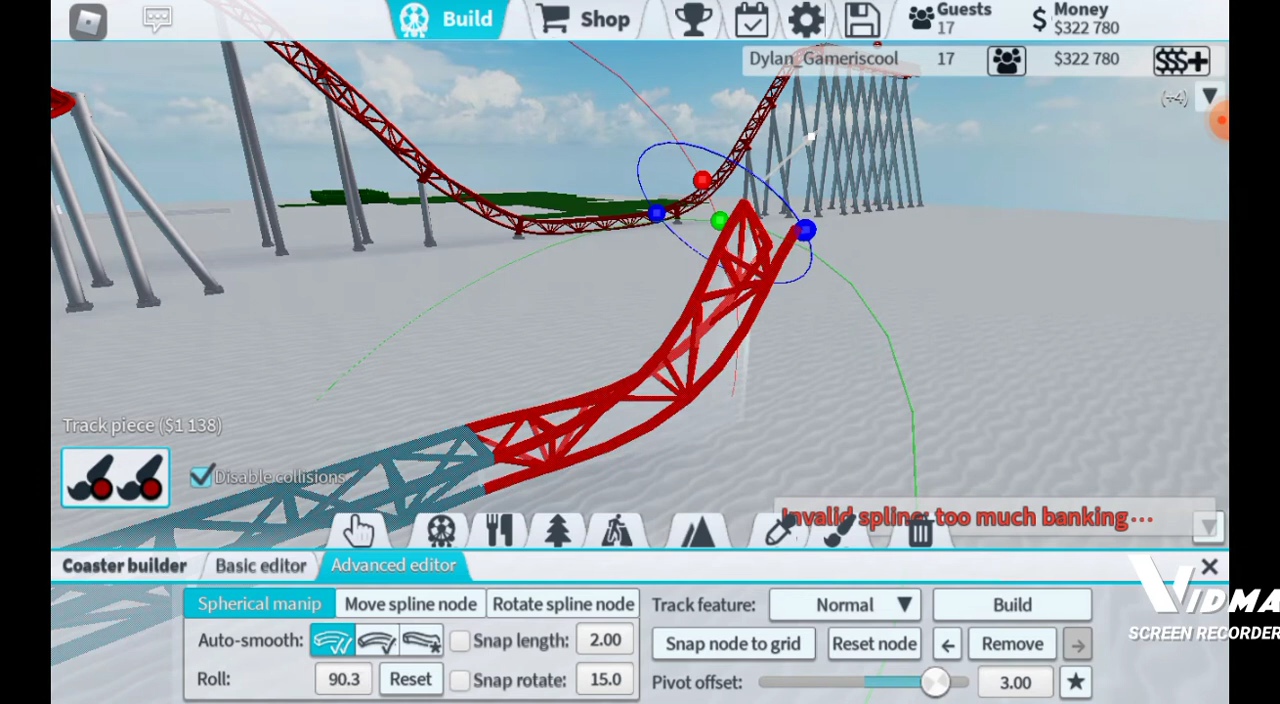 Build
Shop
Guests
17
Money
$322 780
Dylan_Gameriscool 17 $322 780
$$$+
(-4)
Track piece ($1 138)
Disable collisions
Invalid spline: too much banking...
Coaster builder
Basic editor
Advanced editor
Spherical manip
Move spline node
Rotate spline node
Track feature:
Normal
Build
Auto-smooth:
Snap length:
2.00
Snap node to grid
Reset node
Remove
Roll:
90.3
Reset
Snap rotate:
15.0
Pivot offset:
3.00
VIDMA
SCREEN RECORDER